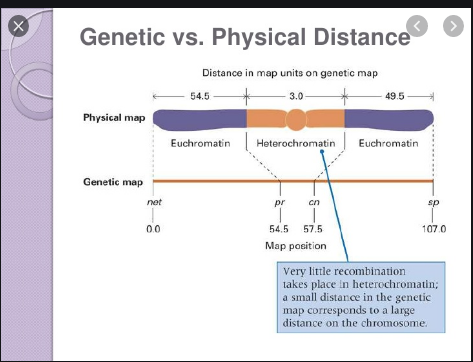 Genetic vs. Physical Distance
Distance in map units on genetic map
54.5 3.0 49.5
Physical map
Euchromatin Heterochromatin Euchromatin
Genetic map
net pr cn sp
0.0 54.5 57.5 107.0
Map position
Very little recombination
takes place in heterochromatin;
a small distance in the genetic
map corresponds to a large
distance on the chromosome.